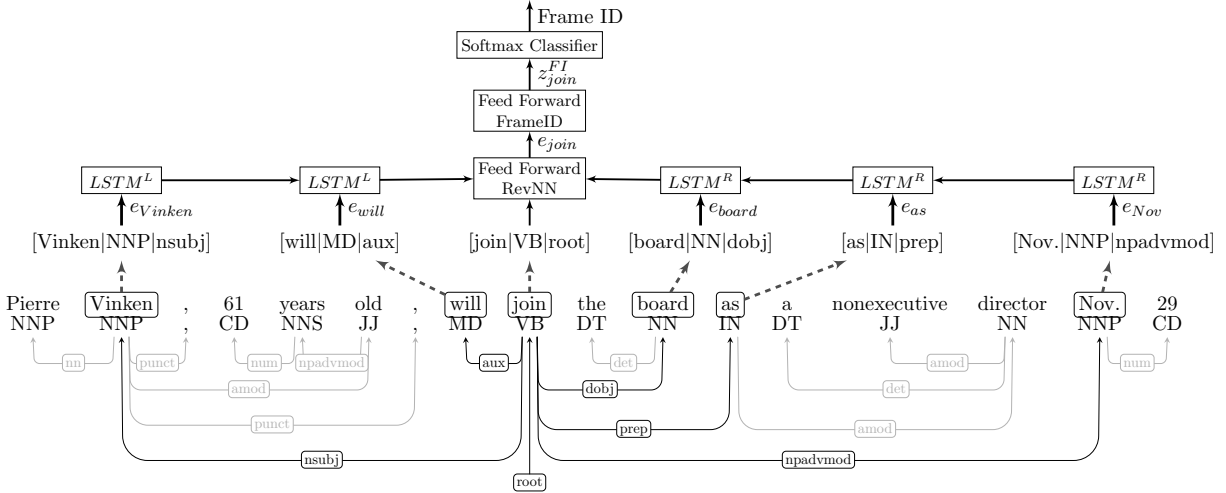 Frame ID
Softmax Classifier
z^{FI}_{join}
Feed Forward
FrameID
e_{join}
LSTM^L LSTM^L Feed Forward RevNN LSTM^R LSTM^R LSTM^R
e_{Vinken} e_{will} e_{board} e_{as} e_{Nov}
[Vinken|NNP|nsubj] [will|MD|aux] [join|VB|root] [board|NN|dobj] [as|IN|prep] [Nov.|NNP|npadvmod]
Pierre Vinken , 61 years old , will join the board as a nonexecutive director Nov. 29
NNP NNP , CD NNS JJ , MD VB DT NN IN DT JJ NN NNP CD
nn punct num npadvmod aux det amod num
amod dobj det
punct prep amod
nsubj npadvmod
root